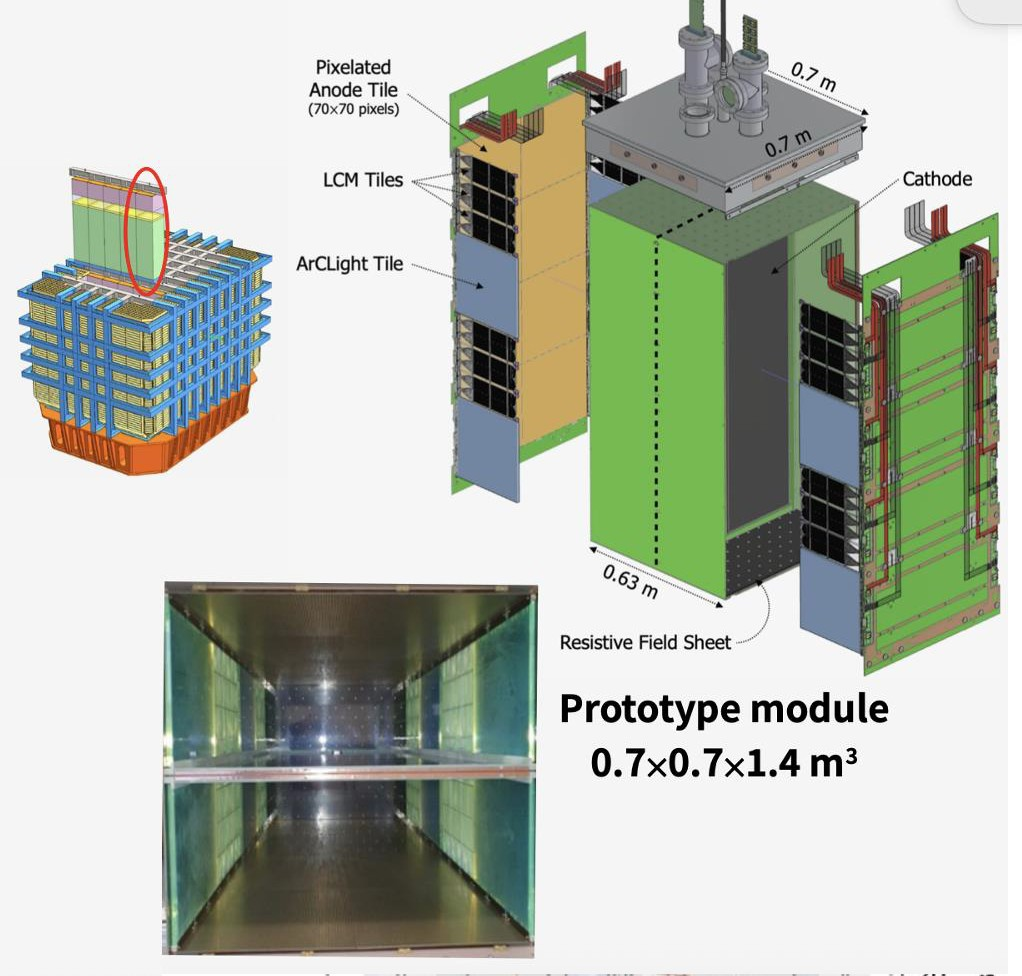 Pixelated
Anode Tile
(70×70 pixels)
LCM Tiles
ArCLight Tile
0.7 m
0.7 m
Cathode
0.63 m
Resistive Field Sheet
Prototype module
0.7×0.7×1.4 m³